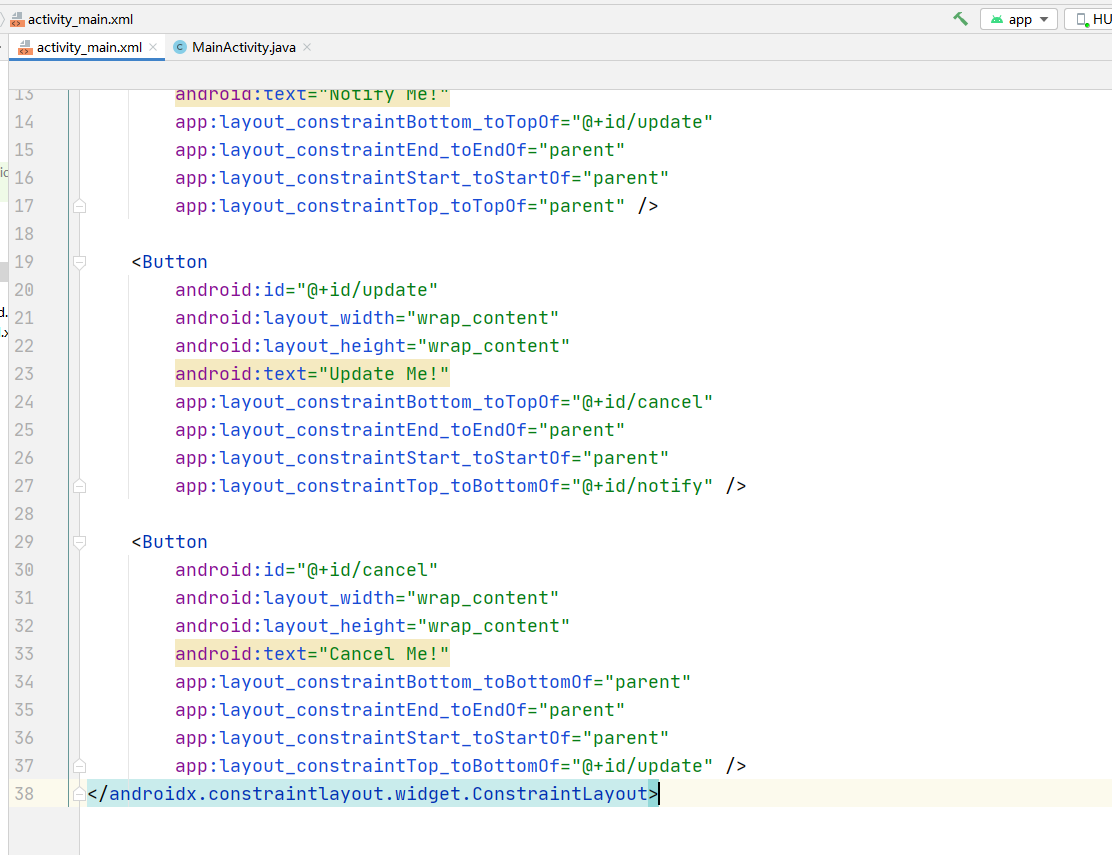 activity_main.xml
app
HU
activity_main.xml
MainActivity.java
13 android:text="Notify Me!"
14 app:layout_constraintBottom_toTopOf="@+id/update"
15 app:layout_constraintEnd_toEndOf="parent"
16 app:layout_constraintStart_toStartOf="parent"
17 app:layout_constraintTop_toTopOf="parent" />
18
19 <Button
20 android:id="@+id/update"
21 android:layout_width="wrap_content"
22 android:layout_height="wrap_content"
23 android:text="Update Me!"
24 app:layout_constraintBottom_toTopOf="@+id/cancel"
25 app:layout_constraintEnd_toEndOf="parent"
26 app:layout_constraintStart_toStartOf="parent"
27 app:layout_constraintTop_toBottomOf="@+id/notify" />
28
29 <Button
30 android:id="@+id/cancel"
31 android:layout_width="wrap_content"
32 android:layout_height="wrap_content"
33 android:text="Cancel Me!"
34 app:layout_constraintBottom_toBottomOf="parent"
35 app:layout_constraintEnd_toEndOf="parent"
36 app:layout_constraintStart_toStartOf="parent"
37 app:layout_constraintTop_toBottomOf="@+id/update" />
38 </androidx.constraintlayout.widget.ConstraintLayout>